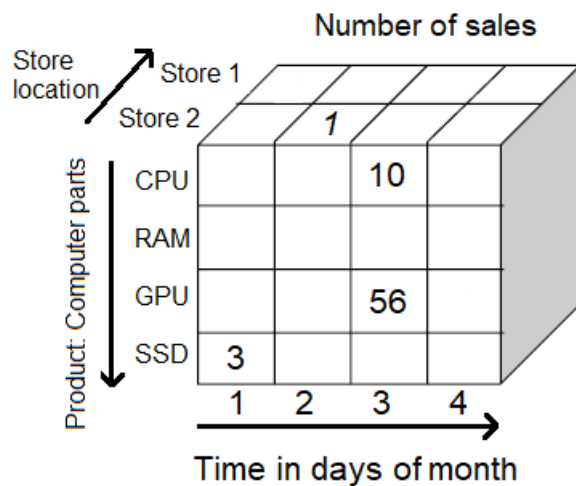 Number of sales
Store
location
Store 1
Store 2
1
CPU
10
RAM
GPU
56
SSD
3
Product: Computer parts
1 2 3 4
Time in days of month